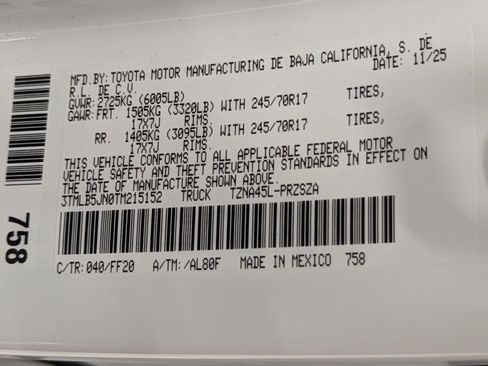 MFD.BY:TOYOTA MOTOR MANUFACTURING DE BAJA CALIFORNIA, S. DE
R.L. DE C.V. DATE: 11/25
GVWR:2725KG (6005LB)
GAWR:FRT. 1505KG (3320LB) WITH 245/70R17 TIRES,
17X7J RIMS.
RR. 1405KG (3095LB) WITH 245/70R17 TIRES,
17X7J RIMS.
THIS VEHICLE CONFORMS TO ALL APPLICABLE FEDERAL MOTOR
VEHICLE SAFETY AND THEFT PREVENTION STANDARDS IN EFFECT ON
THE DATE OF MANUFACTURE SHOWN ABOVE.
3TMLB5JN0TM215152 TRUCK TZNA45L-PRZSZA
C/TR:040/FF20 A/TM:/AL80F MADE IN MEXICO 758
758